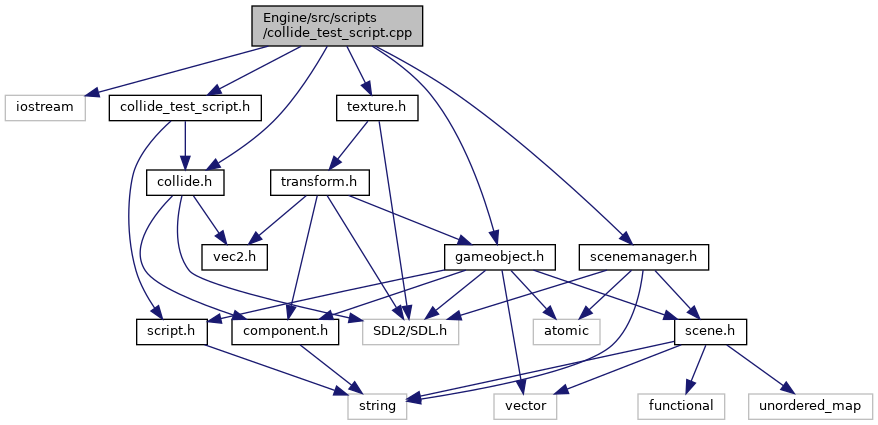 Engine/src/scripts
/collide_test_script.cpp
iostream
collide_test_script.h
texture.h
collide.h
transform.h
vec2.h
gameobject.h
scenemanager.h
script.h
component.h
SDL2/SDL.h
atomic
scene.h
string
vector
functional
unordered_map